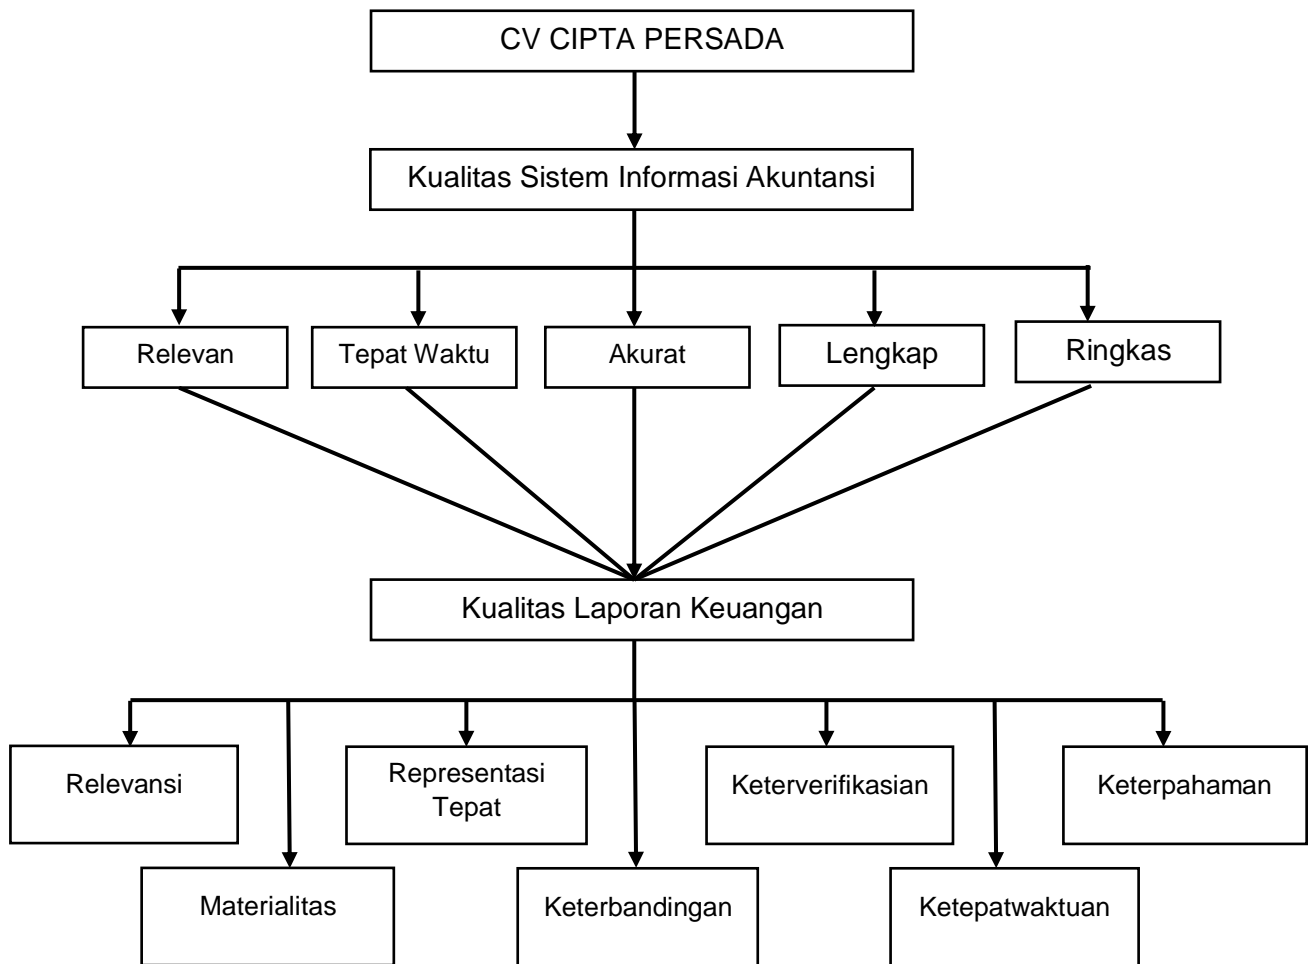 CV CIPTA PERSADA
Kualitas Sistem Informasi Akuntansi
Relevan
Tepat Waktu
Akurat
Lengkap
Ringkas
Kualitas Laporan Keuangan
Relevansi
Representasi
Tepat
Keterverifikasian
Keterpahaman
Materialitas
Keterbandingan
Ketepatwaktuan